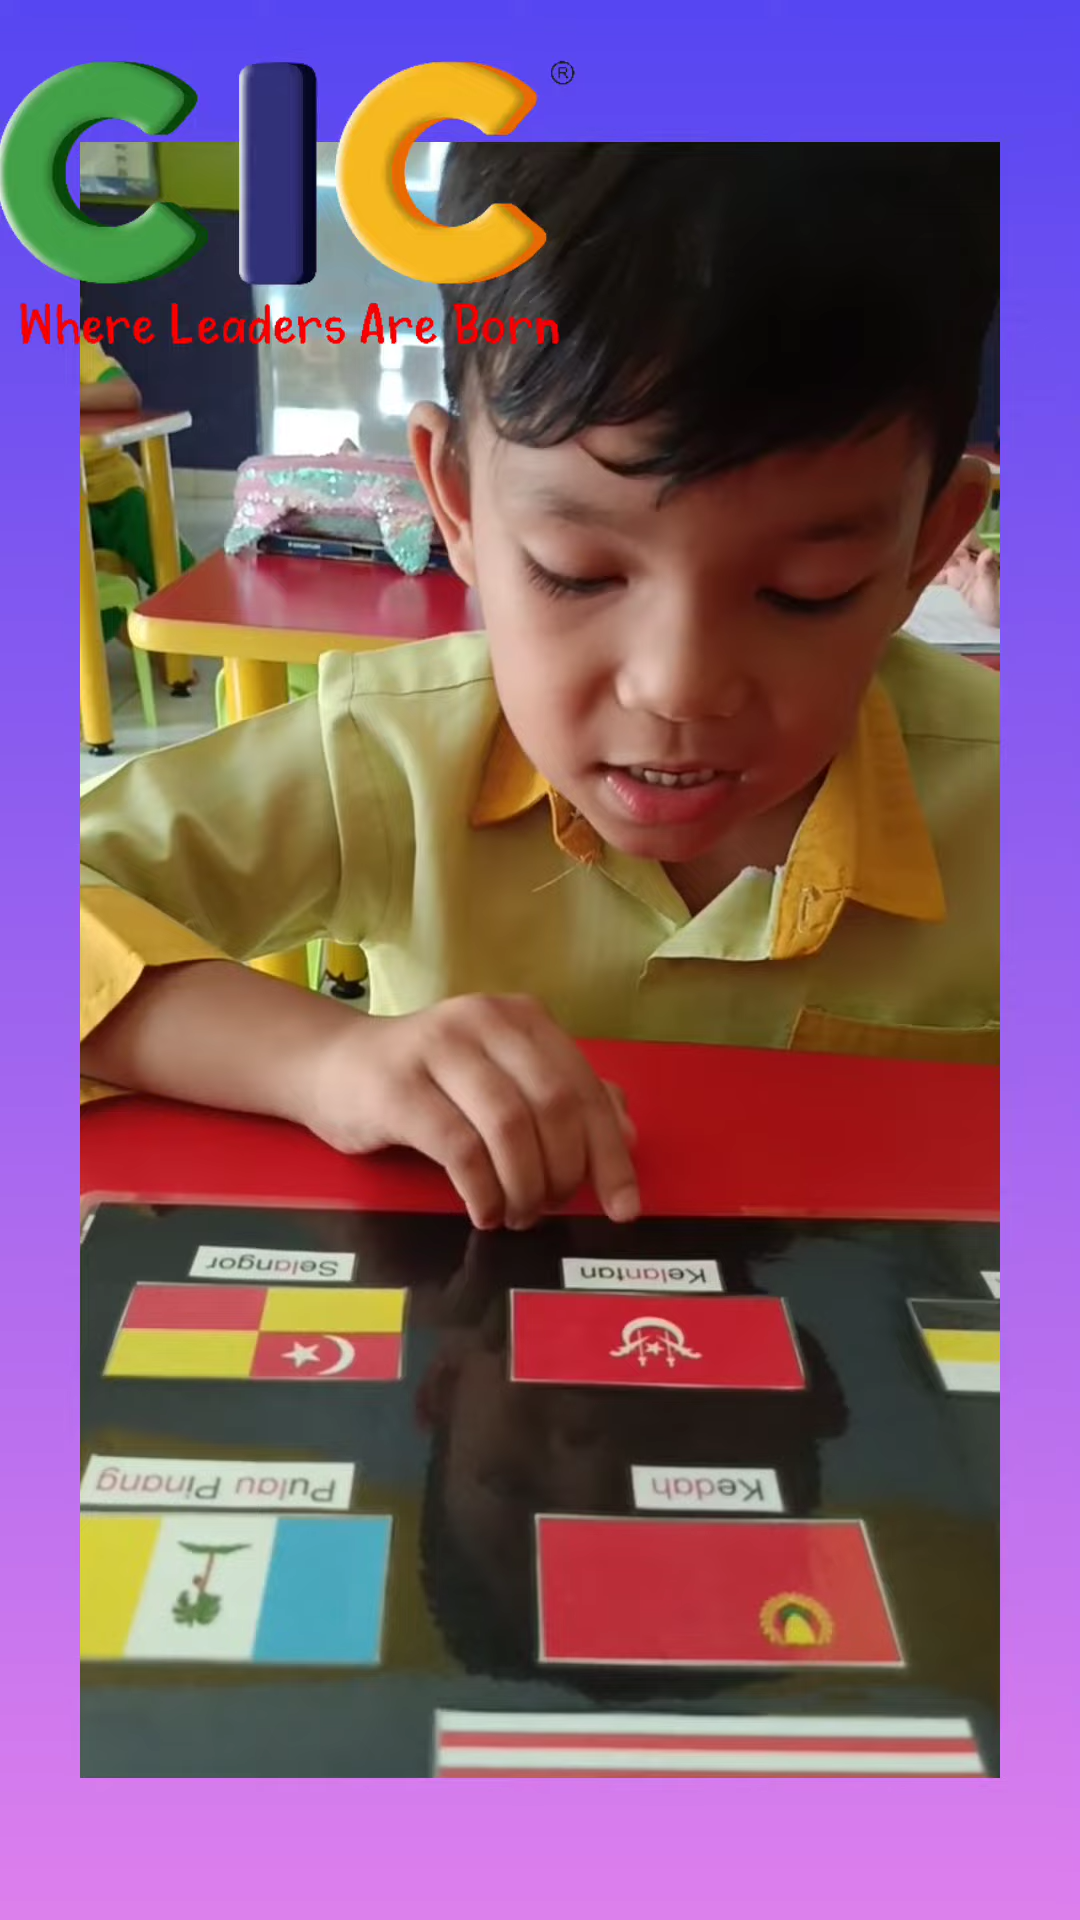 CIC®
Where Leaders Are Born
Selangor
Kelantan
Pulau Pinang
Kedah